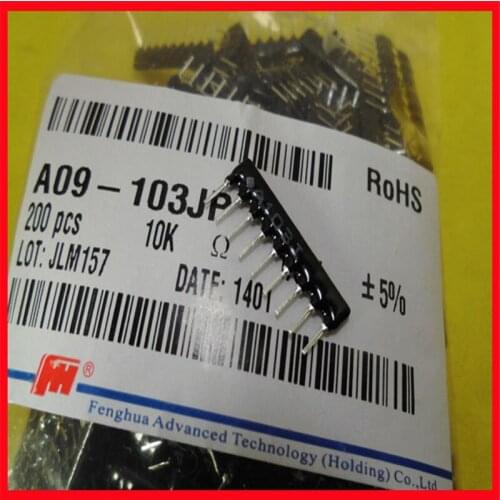 RoHS
A09-103JP
200 pcs
10K Ω
±5%
LOT: JLM157
DATE: 1401
®
Fenghua Advanced Technology (Holding) Co.,Ltd